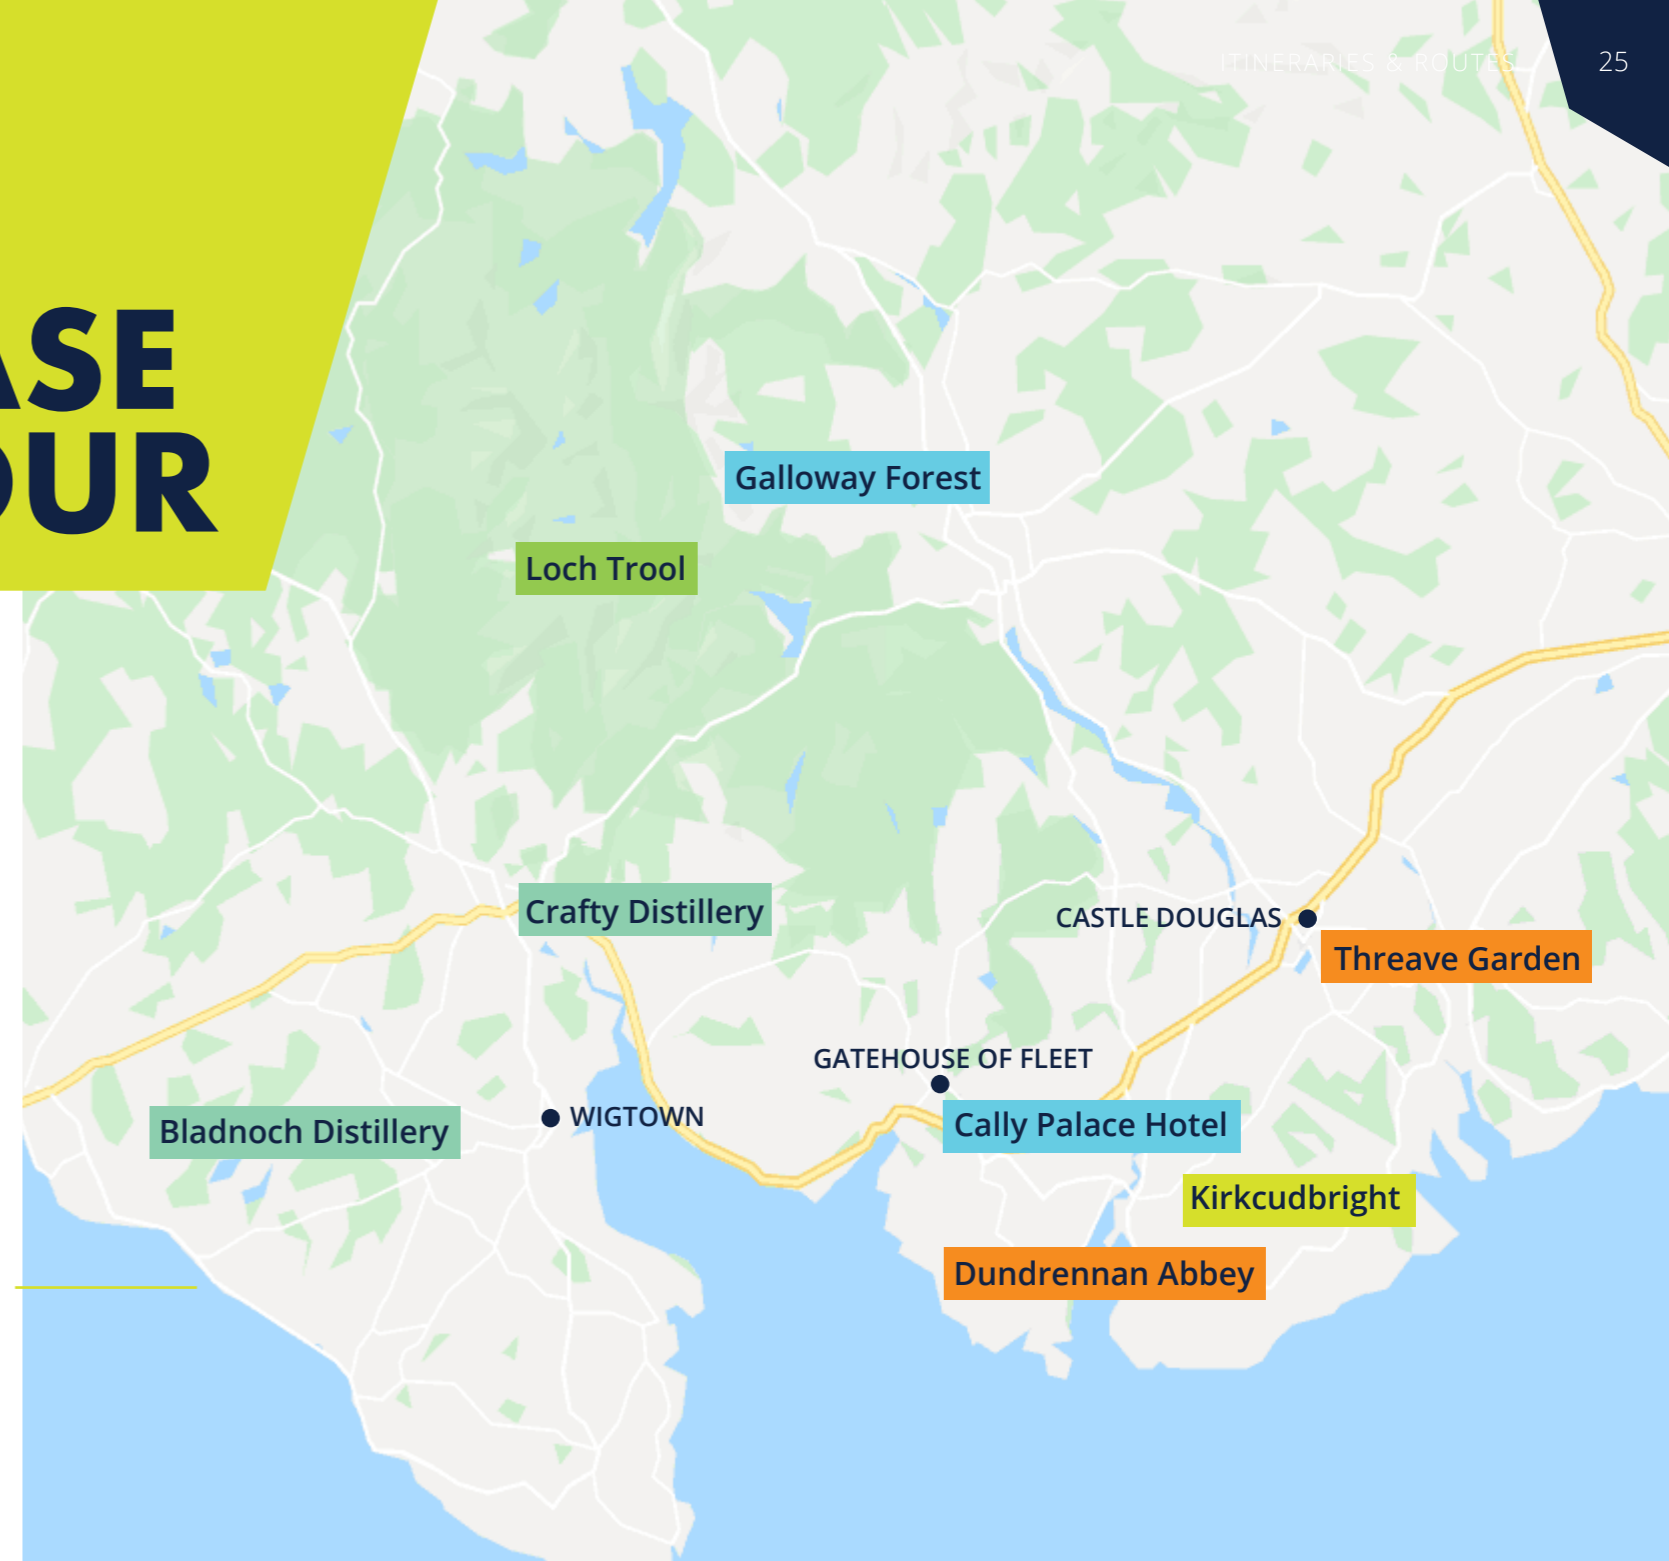 ITINERARIES & ROUTES
25
ASE
OUR
Galloway Forest
Loch Trool
Crafty Distillery
CASTLE DOUGLAS
Threave Garden
GATEHOUSE OF FLEET
WIGTOWN
Cally Palace Hotel
Bladnoch Distillery
Kirkcudbright
Dundrennan Abbey